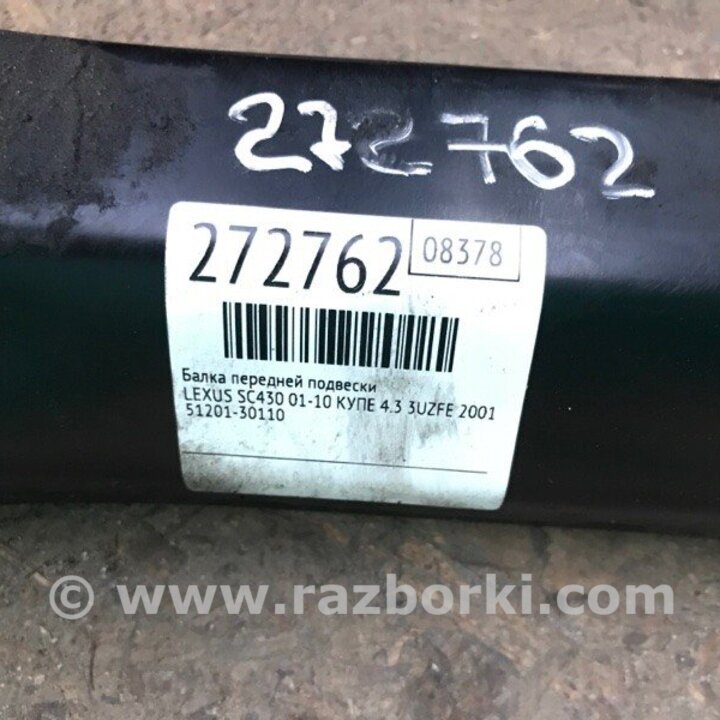 272762
272762 08378
Балка передней подвески
LEXUS SC430 01-10 КУПЕ 4.3 3UZFE 2001
51201-30110
© www.razborki.com